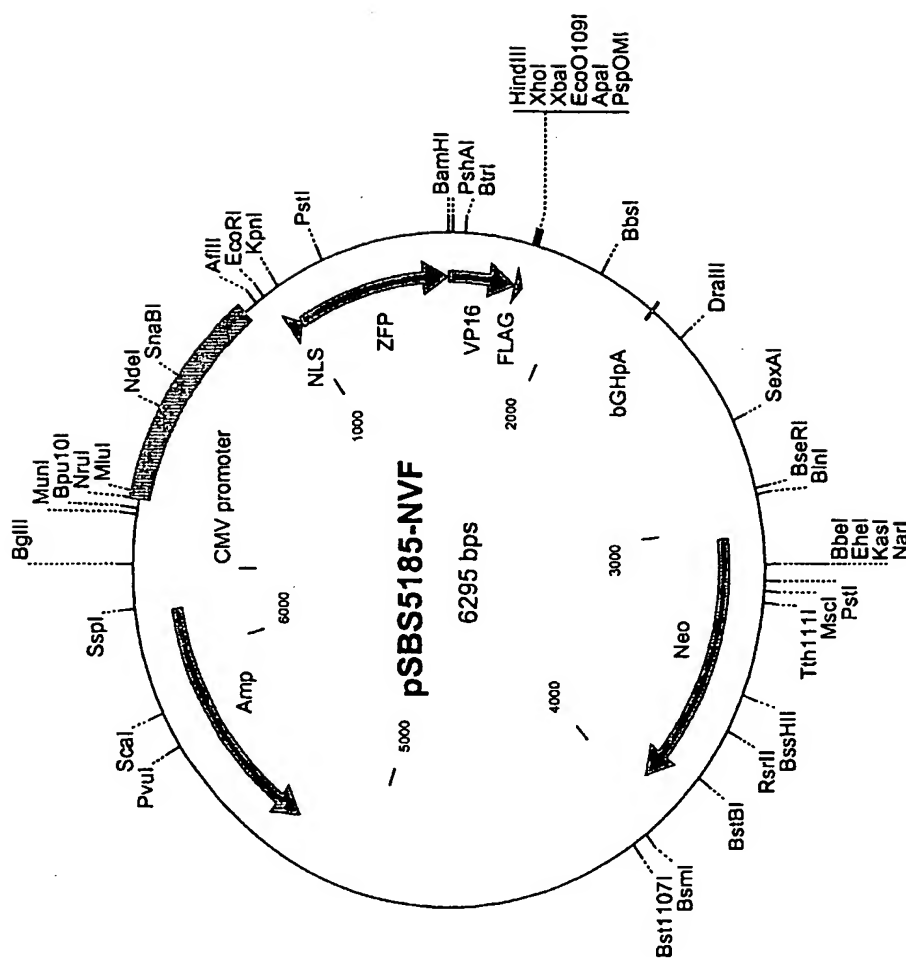 BglII
MunI
Bpu10I
NruI
MluI
NdeI
SnaBI
AflII
EcoRI
KpnI
PstI
BamHI
PshAI
BtrI
HindIII
XhoI
XbaI
EcoO109I
ApaI
PspOMI
BbsI
DraIII
SexAI
BseRI
BlnI
BbeI
EheI
KasI
NarI
PstI
MscI
Tth111I
BssHII
RsrII
BstBI
BsmI
Bst1107I
PvuI
ScaI
SspI
CMV promoter
NLS
ZFP
VP16
FLAG
bGHpA
Neo
Amp
1000
2000
3000
4000
5000
6000
pSBS5185-NVF
6295 bps